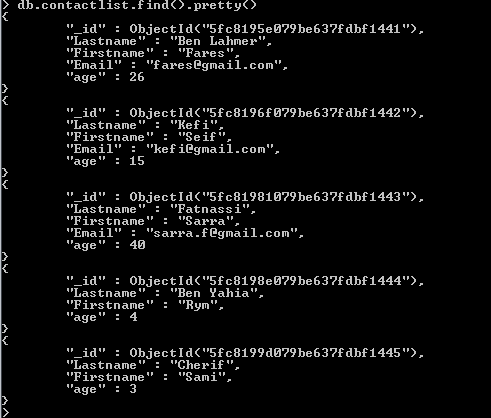 > db.contactlist.find().pretty()
{
"_id" : ObjectId("5fc8195e079be637fdbf1441"),
"Lastname" : "Ben Lahmer",
"Firstname" : "Fares",
"Email" : "fares@gmail.com",
"age" : 26
}
{
"_id" : ObjectId("5fc8196f079be637fdbf1442"),
"Lastname" : "Kefi",
"Firstname" : "Seif",
"Email" : "kefi@gmail.com",
"age" : 15
}
{
"_id" : ObjectId("5fc81981079be637fdbf1443"),
"Lastname" : "Fatnassi",
"Firstname" : "Sarra",
"Email" : "sarra.f@gmail.com",
"age" : 40
}
{
"_id" : ObjectId("5fc8198e079be637fdbf1444"),
"Lastname" : "Ben Yahia",
"Firstname" : "Rym",
"age" : 4
}
{
"_id" : ObjectId("5fc8199d079be637fdbf1445"),
"Lastname" : "Cherif",
"Firstname" : "Sami",
"age" : 3
}
>